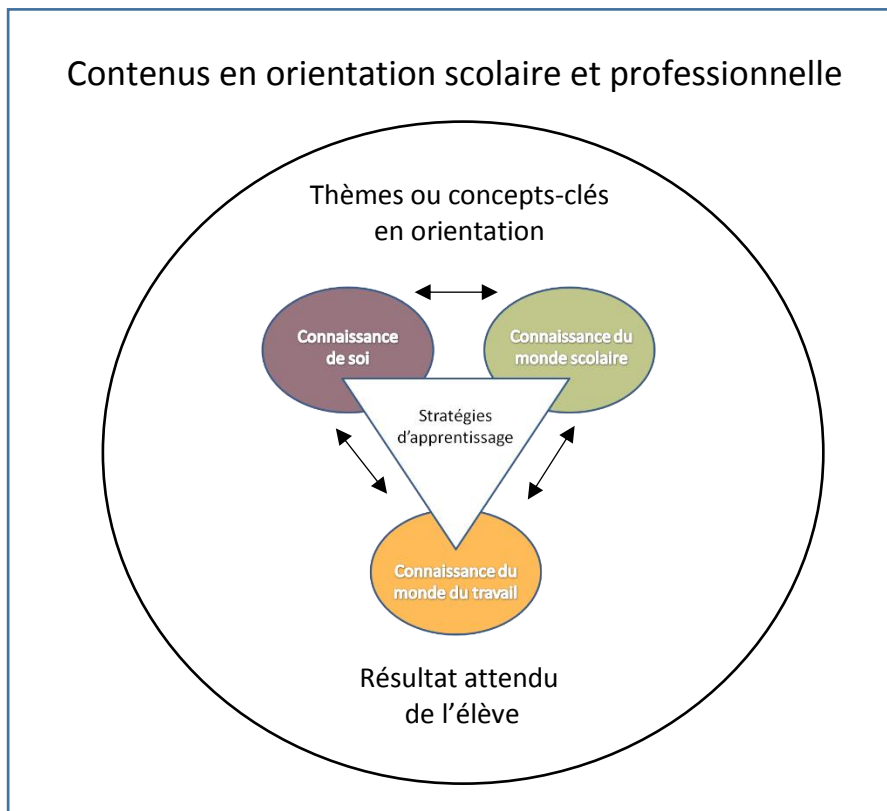 Contenus en orientation scolaire et professionnelle
Thèmes ou concepts-clés
en orientation
Connaissance
de soi
Connaissance du
monde scolaire
Stratégies
d'apprentissage
Connaissance du
monde du travail
Résultat attendu
de l'élève